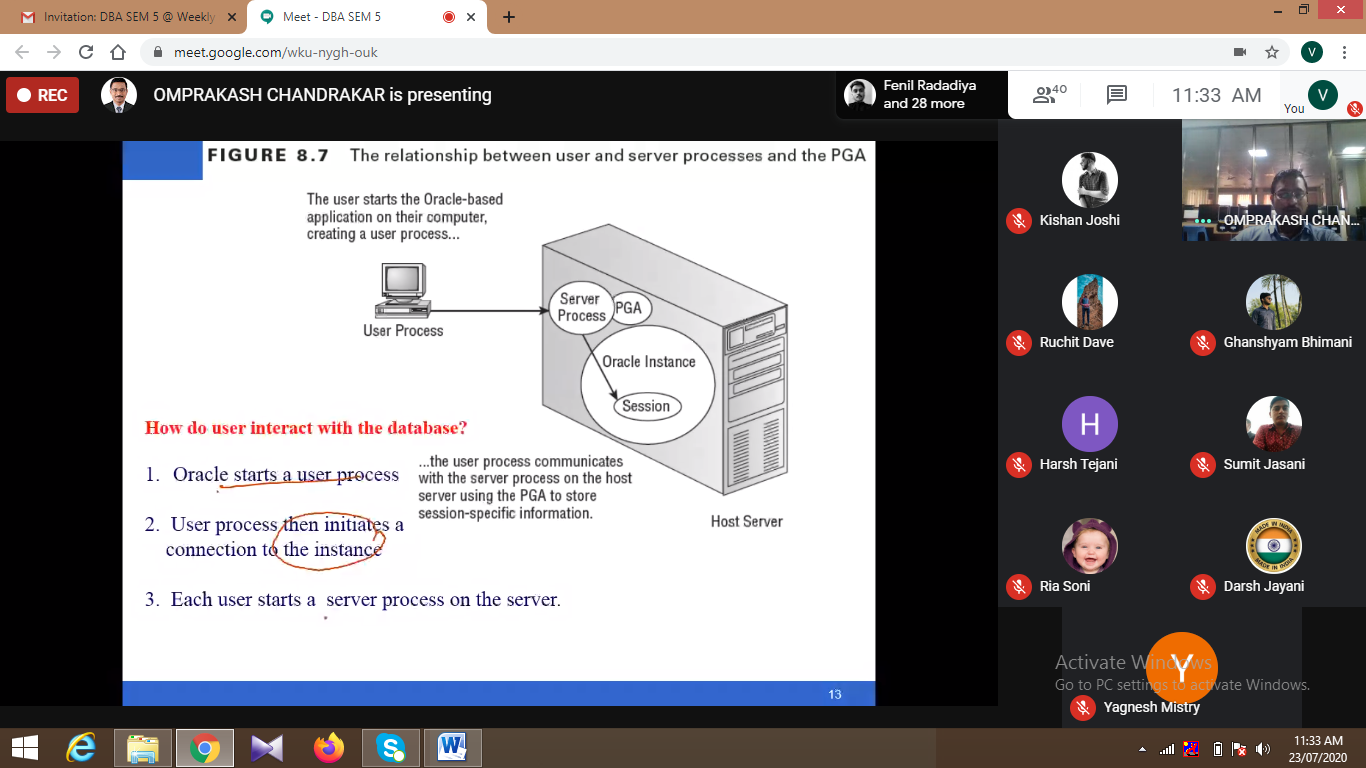 Invitation: DBA SEM 5 @ Weekly
Meet - DBA SEM 5
meet.google.com/wku-nygh-ouk
V
REC
OMPRAKASH CHANDRAKAR is presenting
Fenil Radadiya
and 28 more
40
11:33 AM
You
V
FIGURE 8.7 The relationship between user and server processes and the PGA
The user starts the Oracle-based
application on their computer,
creating a user process...
User Process
Server
Process
PGA
Oracle Instance
Session
Host Server
...the user process communicates
with the server process on the host
server using the PGA to store
session-specific information.
How do user interact with the database?
1. Oracle starts a user process
2. User process then initiates a
connection to the instance
3. Each user starts a server process on the server.
13
Kishan Joshi
OMPRAKASH CHAN...
Ruchit Dave
Ghanshyam Bhimani
H
Harsh Tejani
Sumit Jasani
Ria Soni
MADE IN INDIA
MADE IN INDIA
Darsh Jayani
Y
Yagnesh Mistry
Activate Windows
Go to PC settings to activate Windows.
11:33 AM
23/07/2020